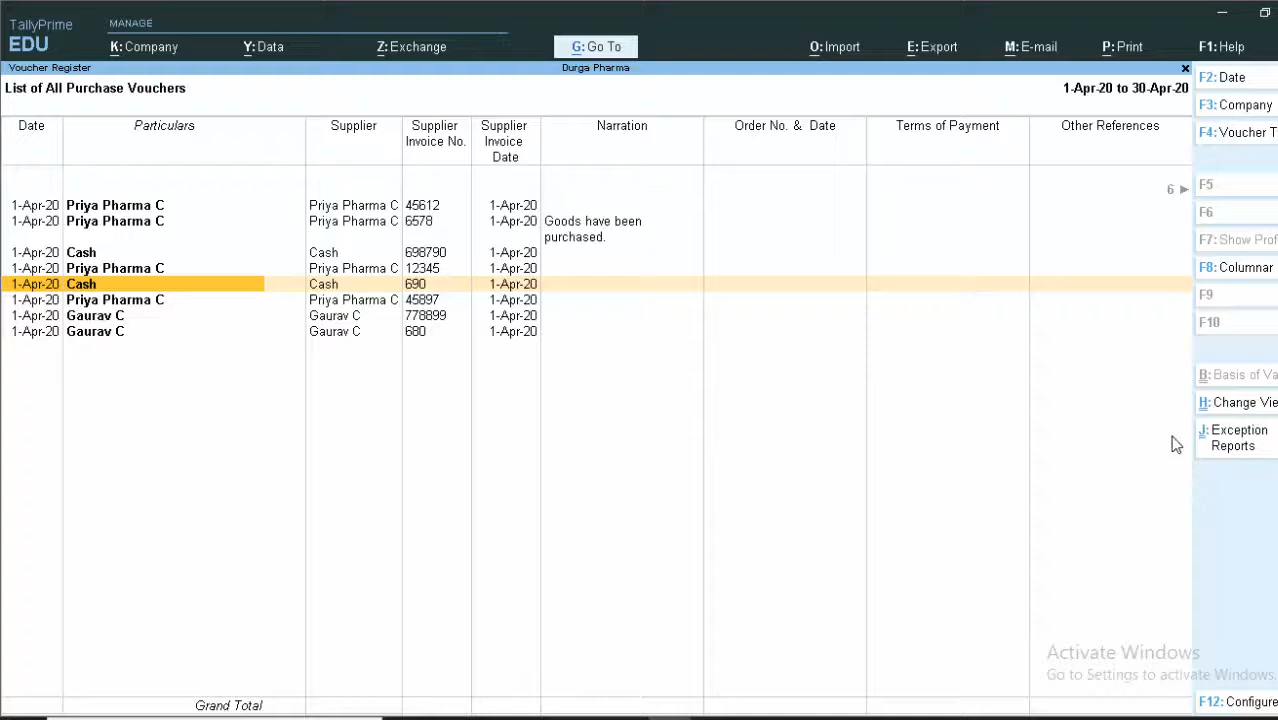 TallyPrime
EDU
MANAGE
K: Company
Y: Data
Z: Exchange
G: Go To
O: Import
E: Export
M: E-mail
P: Print
F1: Help
Voucher Register
Durga Pharma
List of All Purchase Vouchers
1-Apr-20 to 30-Apr-20
Date Particulars Supplier Supplier Invoice No. Supplier Invoice Date Narration Order No. & Date Terms of Payment Other References
6
1-Apr-20 Priya Pharma C Priya Pharma C 45612 1-Apr-20
1-Apr-20 Priya Pharma C Priya Pharma C 6578 1-Apr-20 Goods have been
purchased.
1-Apr-20 Cash Cash 698790 1-Apr-20
1-Apr-20 Priya Pharma C Priya Pharma C 12345 1-Apr-20
1-Apr-20 Cash Cash 690 1-Apr-20
1-Apr-20 Priya Pharma C Priya Pharma C 45897 1-Apr-20
1-Apr-20 Gaurav C Gaurav C 778899 1-Apr-20
1-Apr-20 Gaurav C Gaurav C 680 1-Apr-20
Grand Total
F2: Date
F3: Company
F4: Voucher T
F5
F6
F7: Show Prof
F8: Columnar
F9
F10
B: Basis of Va
H: Change Vie
J: Exception
Reports
F12: Configure
Activate Windows
Go to Settings to activate Windows.